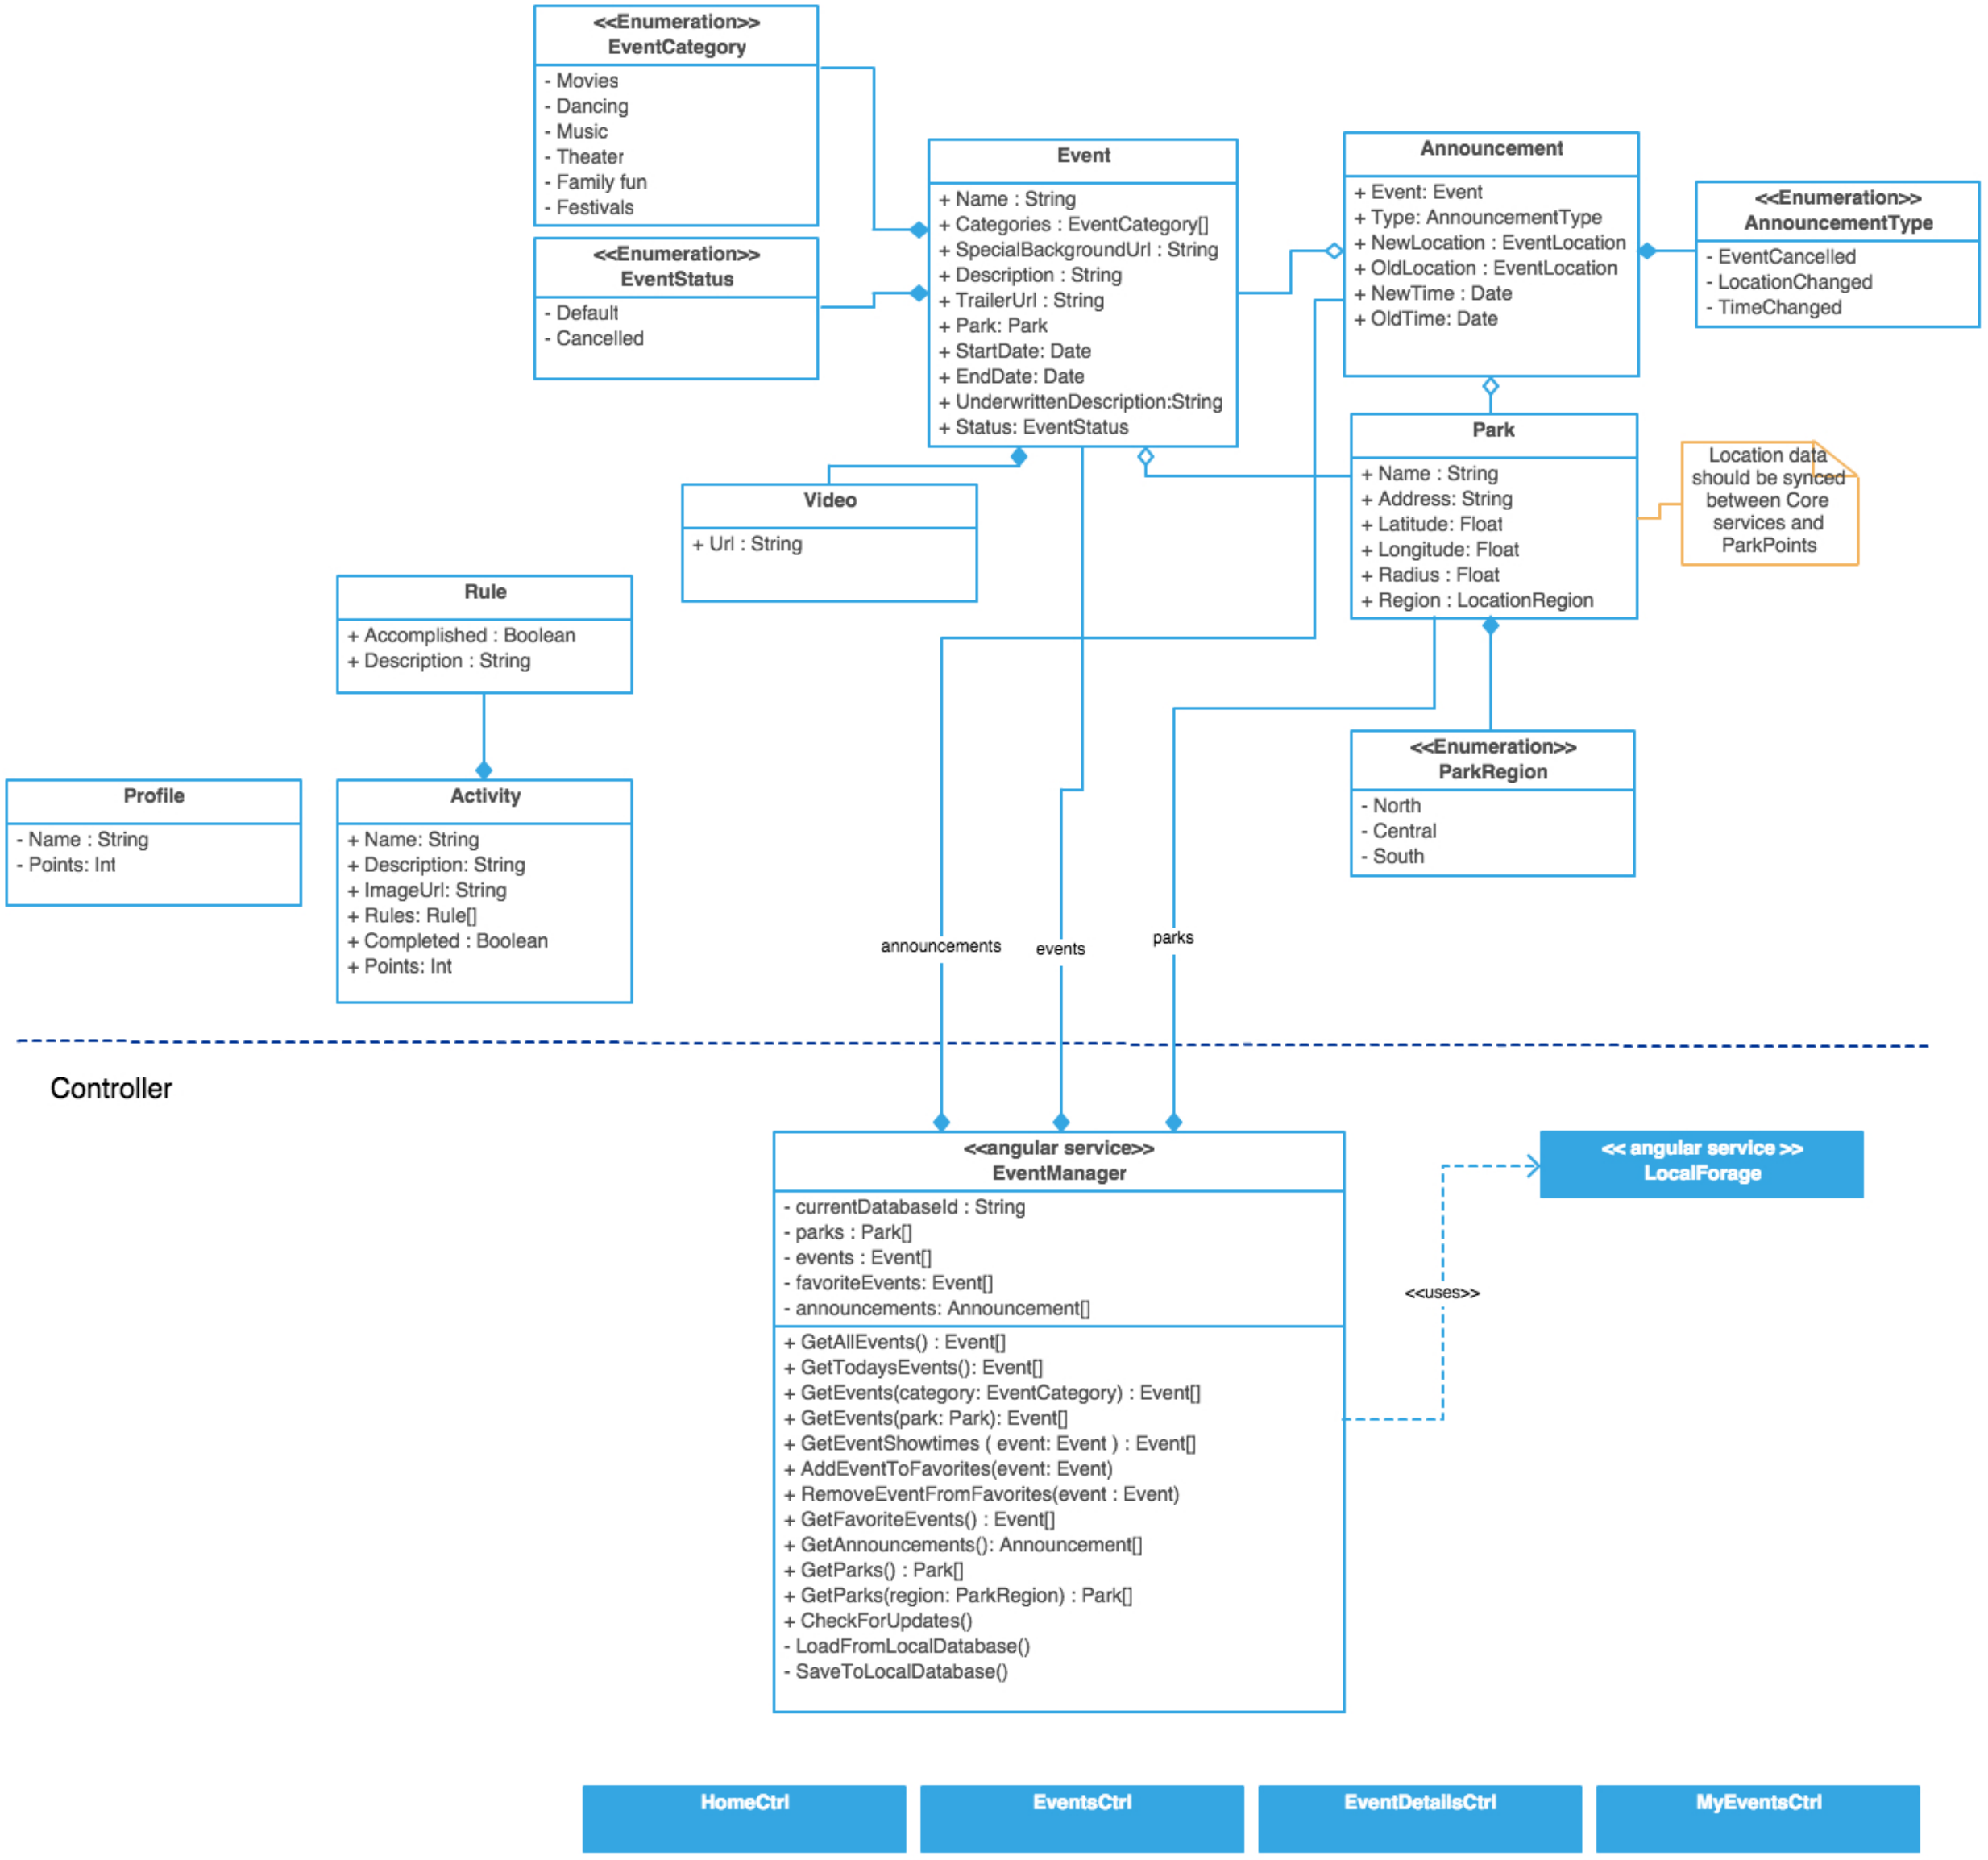 <<Enumeration>>
EventCategory
- Movies
- Dancing
- Music
- Theater
- Family fun
- Festivals
<<Enumeration>>
EventStatus
- Default
- Cancelled
Event
+ Name : String
+ Categories : EventCategory[]
+ SpecialBackgroundUrl : String
+ Description : String
+ TrailerUrl : String
+ Park: Park
+ StartDate: Date
+ EndDate: Date
+ UnderwrittenDescription:String
+ Status: EventStatus
Announcement
+ Event: Event
+ Type: AnnouncementType
+ NewLocation : EventLocation
+ OldLocation : EventLocation
+ NewTime : Date
+ OldTime: Date
<<Enumeration>>
AnnouncementType
- EventCancelled
- LocationChanged
- TimeChanged
Park
+ Name : String
+ Address: String
+ Latitude: Float
+ Longitude: Float
+ Radius : Float
+ Region : LocationRegion
Location data
should be synced
between Core
services and
ParkPoints
Video
+ Url : String
Rule
+ Accomplished : Boolean
+ Description : String
<<Enumeration>>
ParkRegion
- North
- Central
- South
Profile
- Name : String
- Points: Int
Activity
+ Name: String
+ Description: String
+ ImageUrl: String
+ Rules: Rule[]
+ Completed : Boolean
+ Points: Int
announcements
events
parks
Controller
<<angular service>>
EventManager
- currentDatabaseId : String
- parks : Park[]
- events : Event[]
- favoriteEvents: Event[]
- announcements: Announcement[]
+ GetAllEvents() : Event[]
+ GetTodaysEvents(): Event[]
+ GetEvents(category: EventCategory) : Event[]
+ GetEvents(park: Park): Event[]
+ GetEventShowtimes ( event: Event ) : Event[]
+ AddEventToFavorites(event: Event)
+ RemoveEventFromFavorites(event : Event)
+ GetFavoriteEvents() : Event[]
+ GetAnnouncements(): Announcement[]
+ GetParks() : Park[]
+ GetParks(region: ParkRegion) : Park[]
+ CheckForUpdates()
- LoadFromLocalDatabase()
- SaveToLocalDatabase()
<< angular service >>
LocalForage
<<uses>>
HomeCtrl
EventsCtrl
EventDetailsCtrl
MyEventsCtrl